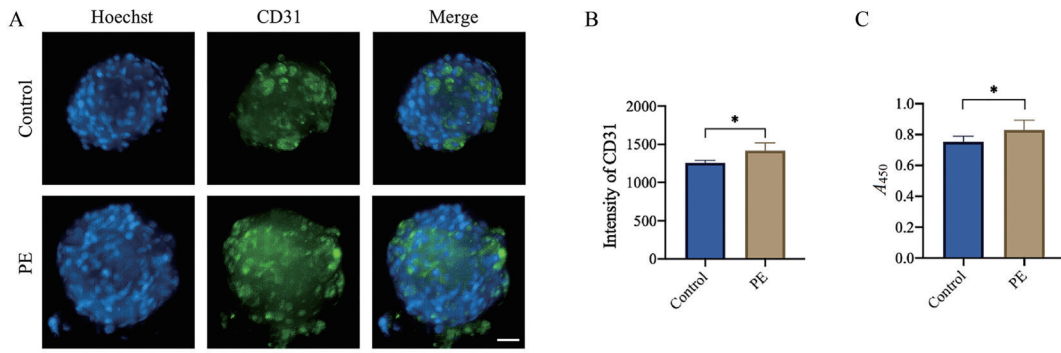 A
Hoechst
CD31
Merge
Control
PE
B
Intensity of CD31
2000
1500
1000
500
0
*
Control
PE
C
A450
1.0
0.8
0.6
0.4
0.2
0.0
*
Control
PE